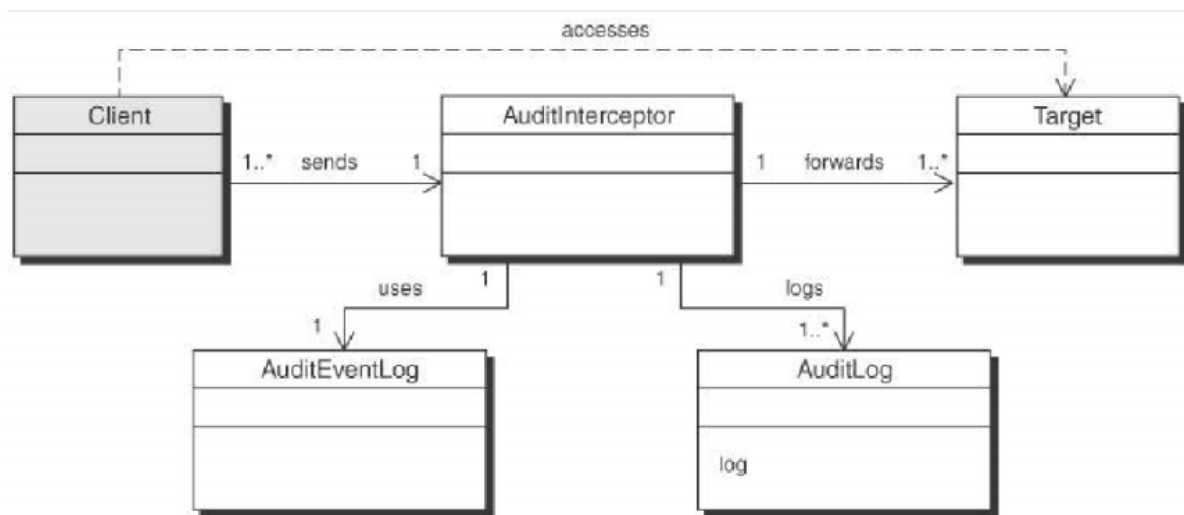 accesses
Client
AuditInterceptor
Target
1..* sends 1
1 forwards 1..*
1
1
uses
logs
1
1..*
AuditEventLog
AuditLog
log